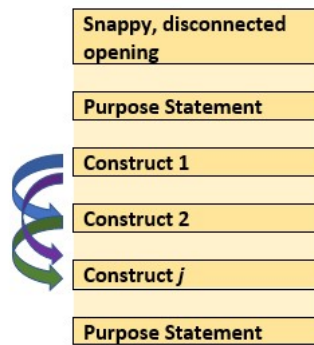 Snappy, disconnected
opening
Purpose Statement
Construct 1
Construct 2
Construct j
Purpose Statement